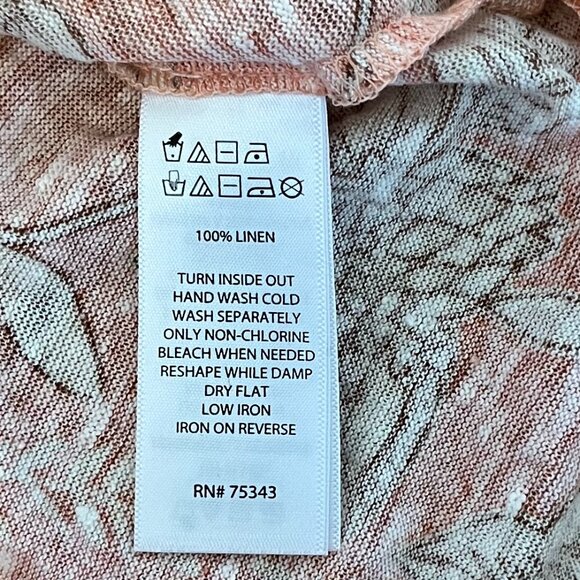 100% LINEN
TURN INSIDE OUT
HAND WASH COLD
WASH SEPARATELY
ONLY NON-CHLORINE
BLEACH WHEN NEEDED
RESHAPE WHILE DAMP
DRY FLAT
LOW IRON
IRON ON REVERSE
RN# 75343